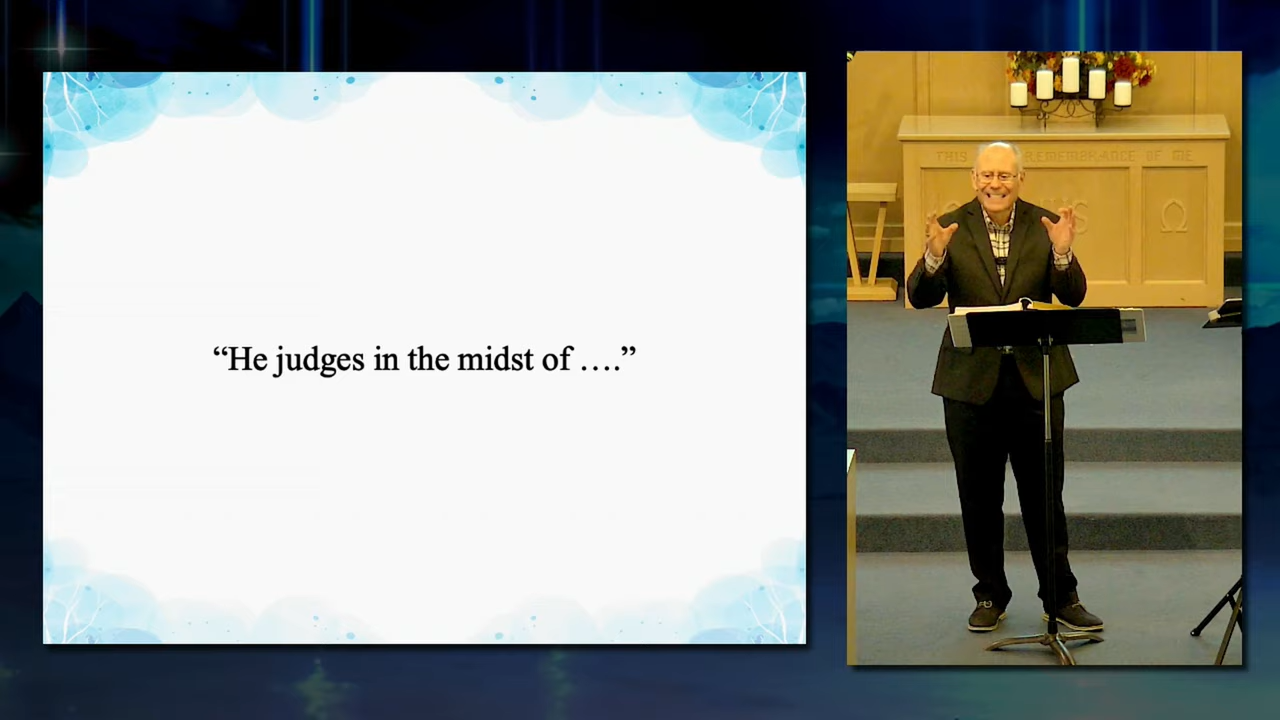 “He judges in the midst of ….”
THIS REMEMBRANCE OF ME
Ω